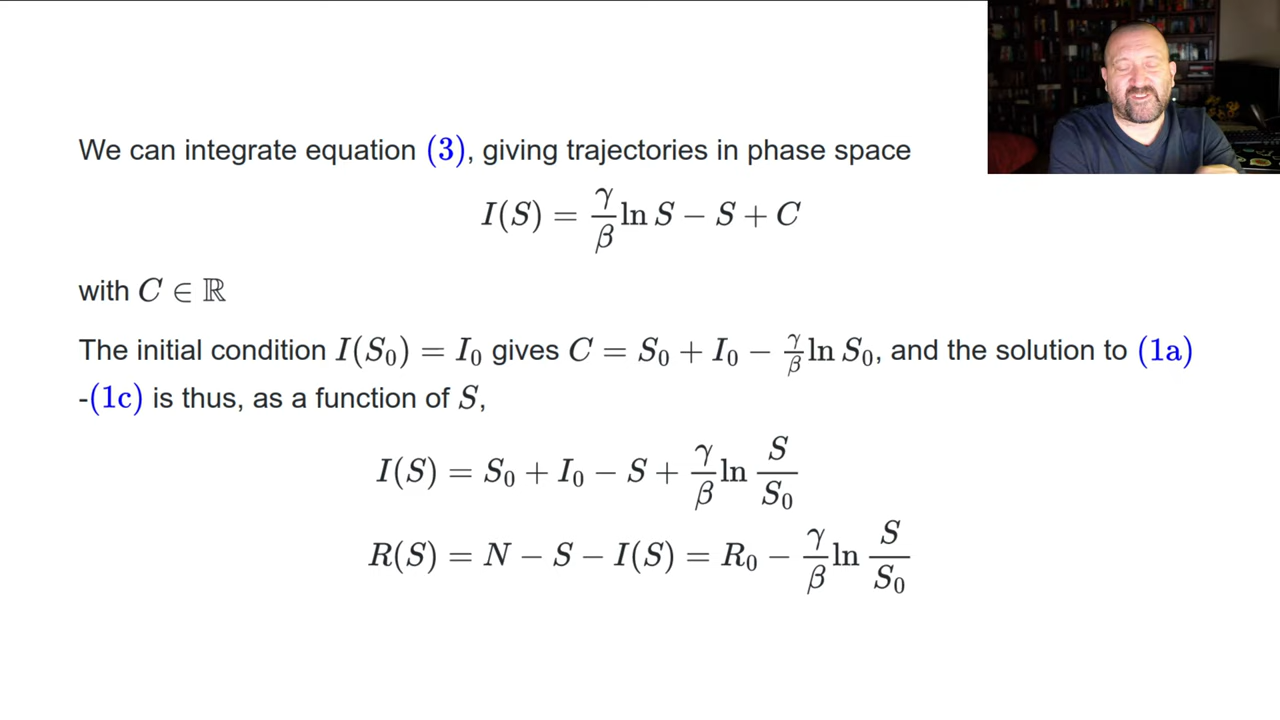 We can integrate equation (3), giving trajectories in phase space
I(S) = γ/β ln S − S + C
with C ∈ ℝ
The initial condition I(S₀) = I₀ gives C = S₀ + I₀ − γ/β ln S₀, and the solution to (1a)
-(1c) is thus, as a function of S,
I(S) = S₀ + I₀ − S + γ/β ln S/S₀
R(S) = N − S − I(S) = R₀ − γ/β ln S/S₀